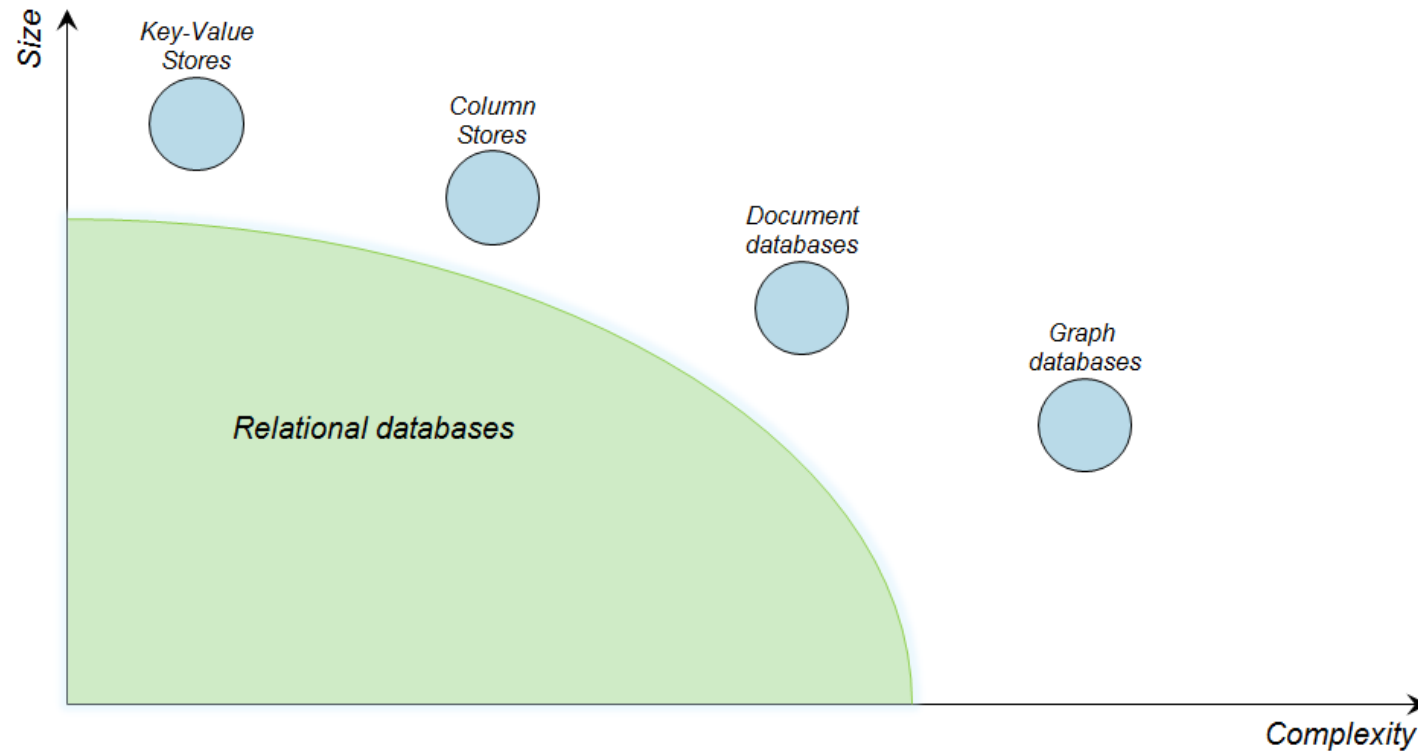 Size
Key-Value
Stores
Column
Stores
Document
databases
Graph
databases
Relational databases
Complexity